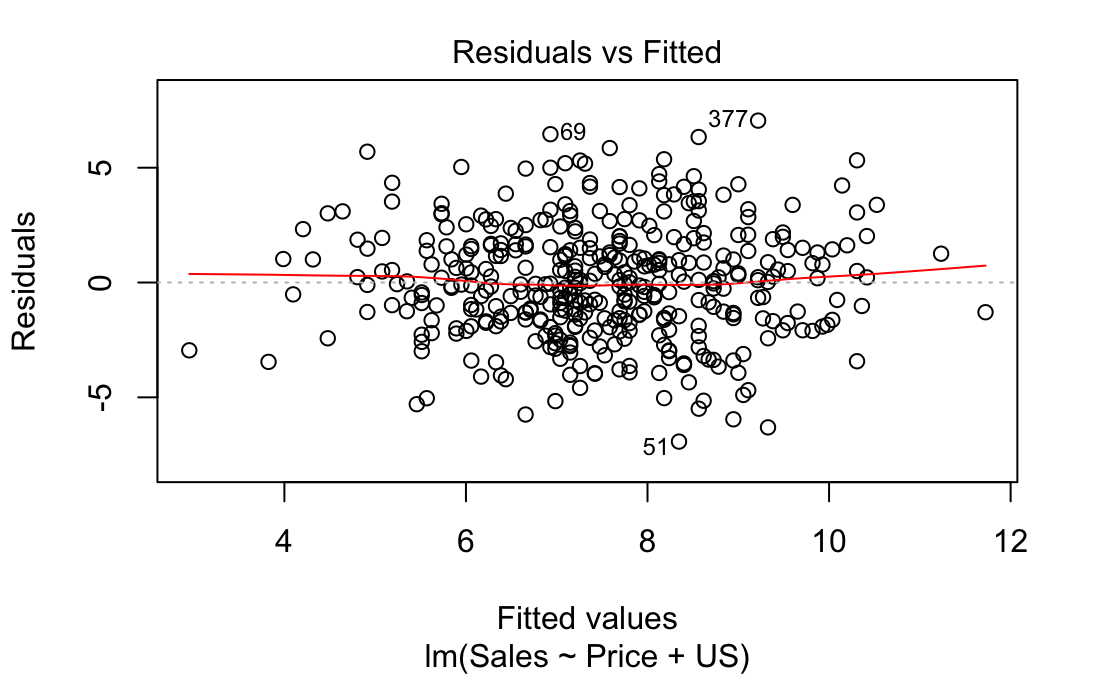 Residuals vs Fitted
Residuals
5
0
-5
69
377
51
4 6 8 10 12
Fitted values
lm(Sales ~ Price + US)